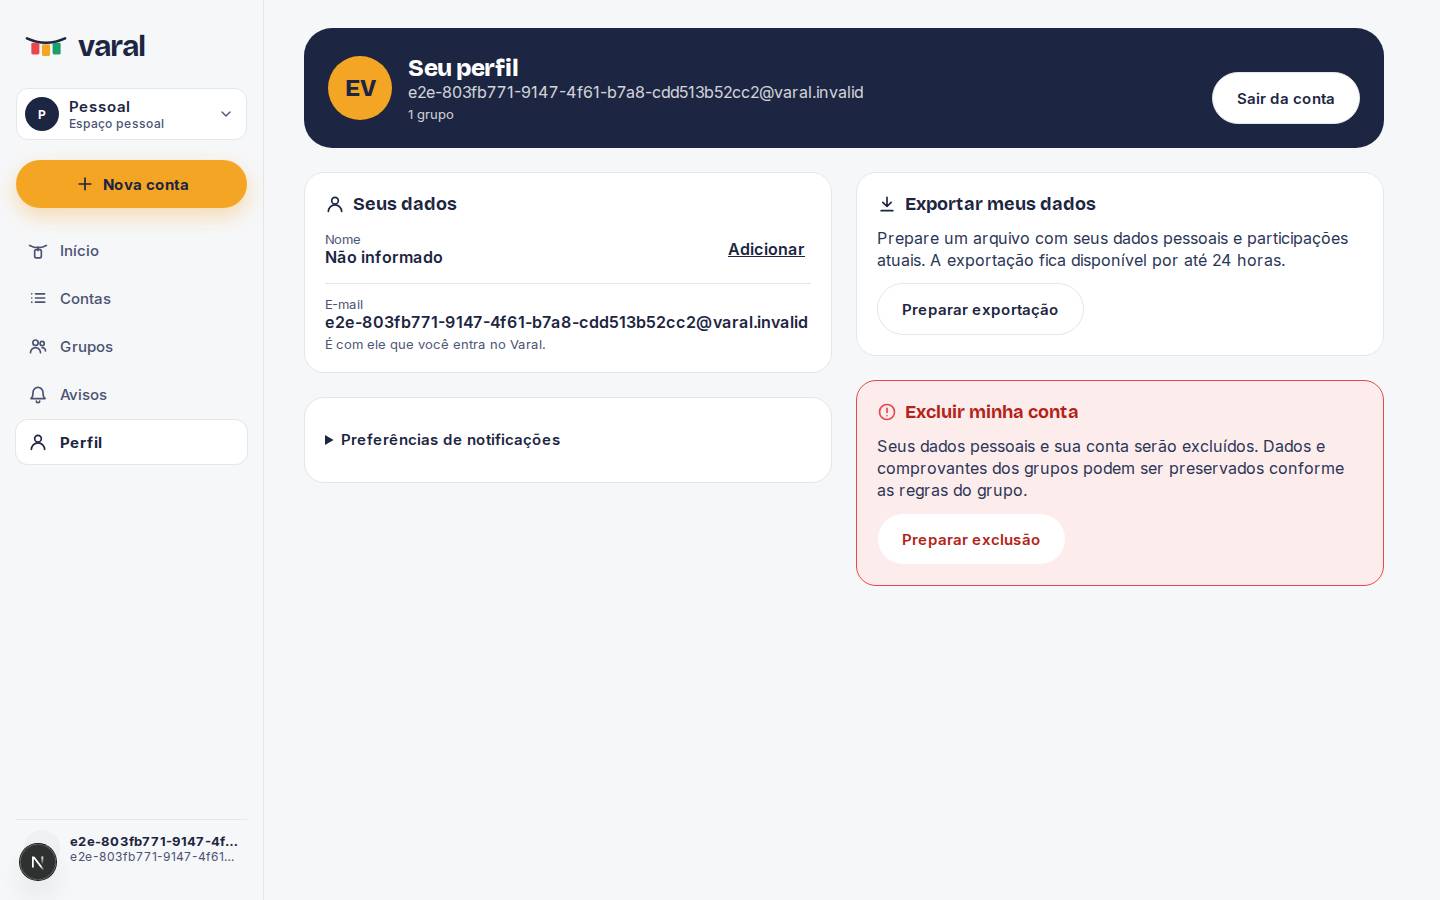 varal
P
Pessoal
Espaço pessoal
Nova conta
Início
Contas
Grupos
Avisos
Perfil
e2e-803fb771-9147-4f...
e2e-803fb771-9147-4f61...
N
EV
Seu perfil
e2e-803fb771-9147-4f61-b7a8-cdd513b52cc2@varal.invalid
1 grupo
Sair da conta
Seus dados
Nome
Não informado
Adicionar
E-mail
e2e-803fb771-9147-4f61-b7a8-cdd513b52cc2@varal.invalid
É com ele que você entra no Varal.
Preferências de notificações
Exportar meus dados
Prepare um arquivo com seus dados pessoais e participações
atuais. A exportação fica disponível por até 24 horas.
Preparar exportação
Excluir minha conta
Seus dados pessoais e sua conta serão excluídos. Dados e
comprovantes dos grupos podem ser preservados conforme
as regras do grupo.
Preparar exclusão